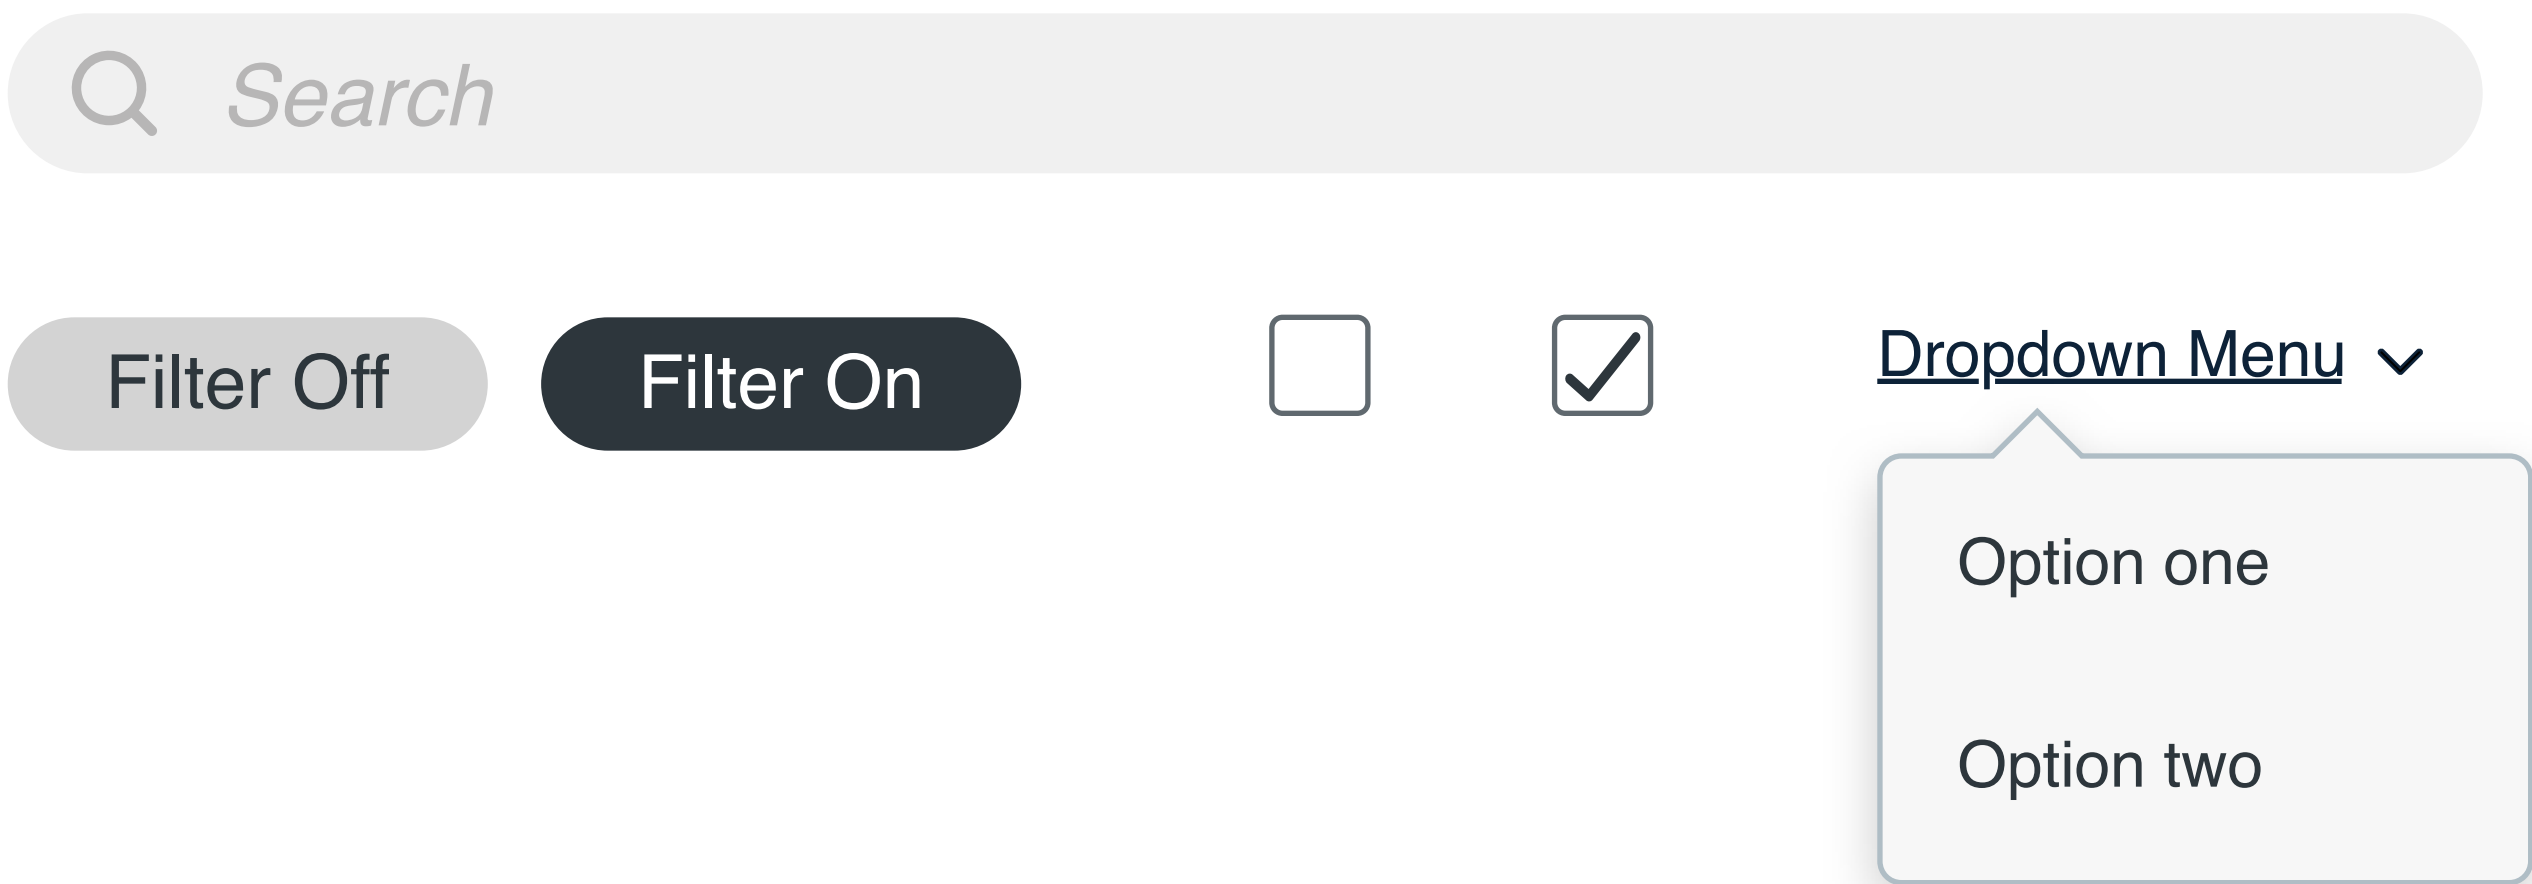 Search
Filter Off
Filter On
Dropdown Menu
Option one
Option two